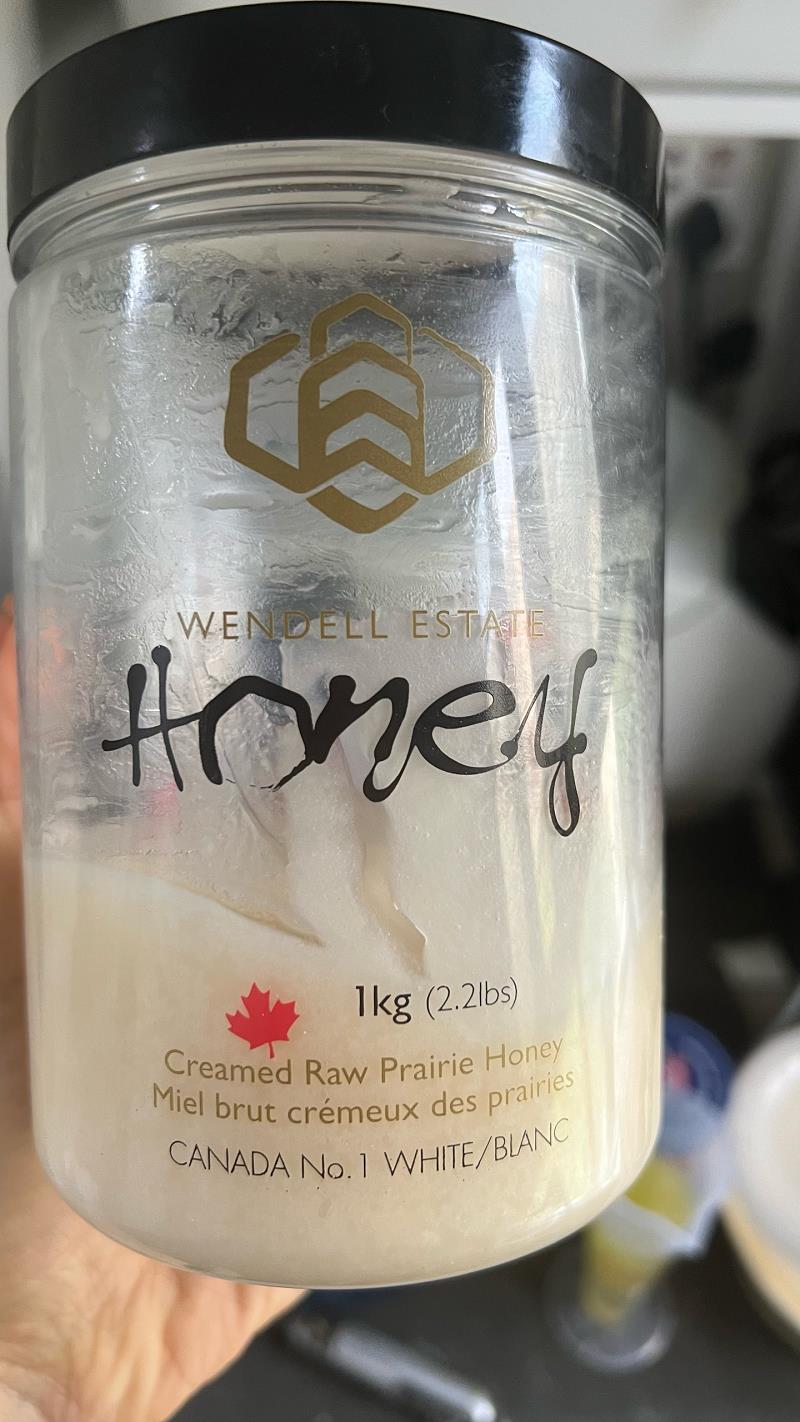 WENDELL ESTATE
Honey
1kg (2.2lbs)
Creamed Raw Prairie Honey
Miel brut crémeux des prairies
CANADA No.1 WHITE/BLANC